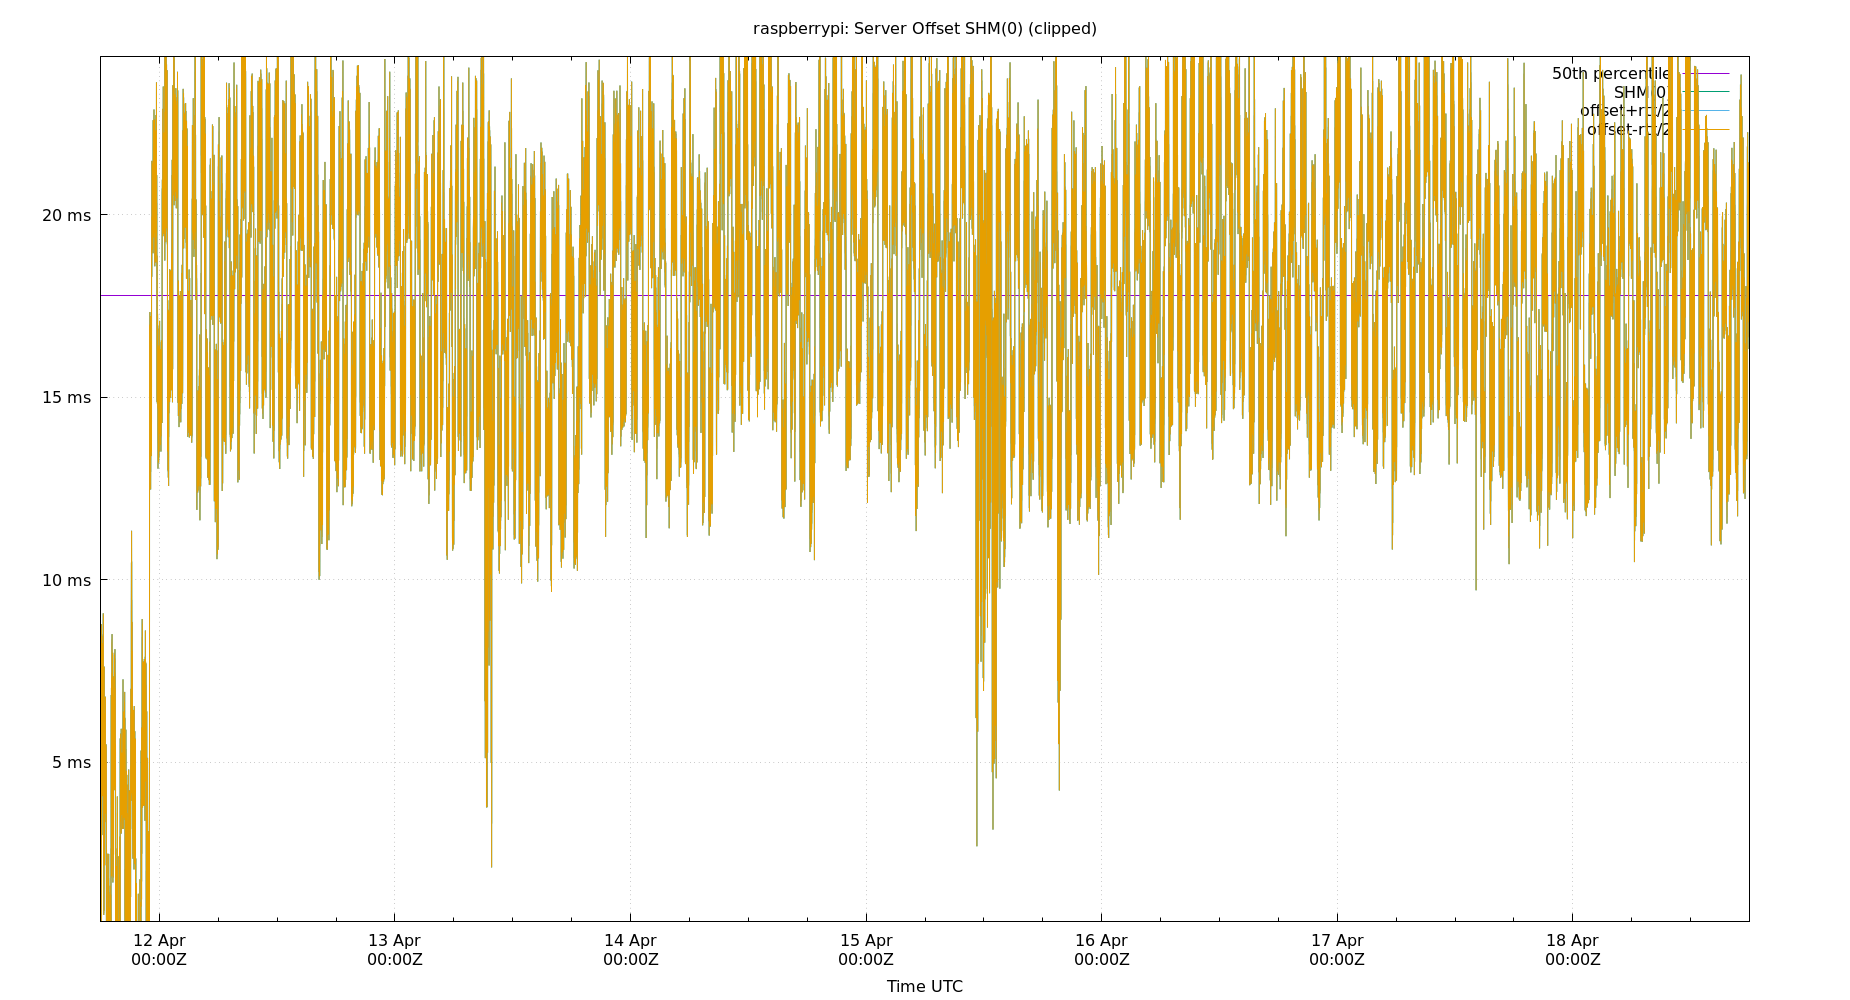 raspberrypi: Server Offset SHM(0) (clipped)
50th percentile
SHM(0)
offset+rtt/2
offset-rtt/2
20 ms
15 ms
10 ms
5 ms
12 Apr 13 Apr 14 Apr 15 Apr 16 Apr 17 Apr 18 Apr
00:00Z 00:00Z 00:00Z 00:00Z 00:00Z 00:00Z 00:00Z
Time UTC